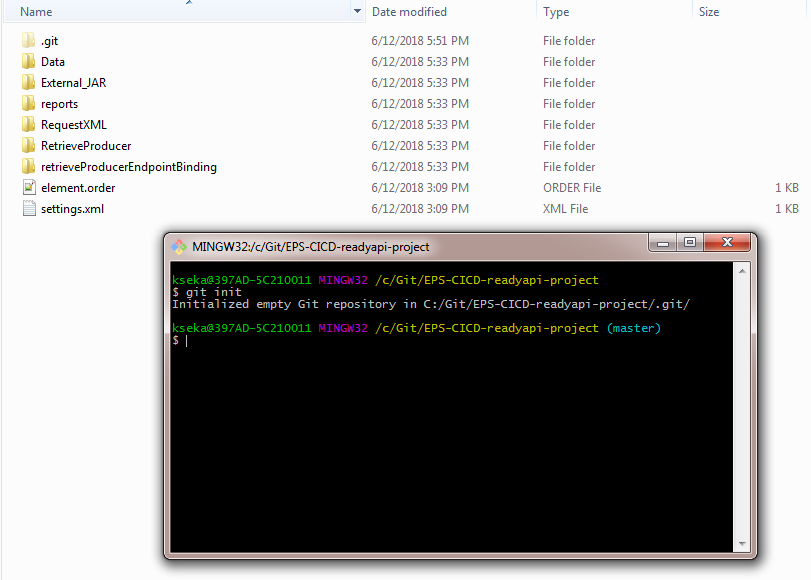 Name Date modified Type Size
.git 6/12/2018 5:51 PM File folder
Data 6/12/2018 5:33 PM File folder
External_JAR 6/12/2018 5:33 PM File folder
reports 6/12/2018 5:33 PM File folder
RequestXML 6/12/2018 5:33 PM File folder
RetrieveProducer 6/12/2018 5:33 PM File folder
retrieveProducerEndpointBinding 6/12/2018 5:33 PM File folder
element.order 6/12/2018 3:09 PM ORDER File 1 KB
settings.xml 6/12/2018 3:09 PM XML File 1 KB
MINGW32:/c/Git/EPS-CICD-readyapi-project
kseka@397AD-5C210011 MINGW32 /c/Git/EPS-CICD-readyapi-project
$ git init
Initialized empty Git repository in C:/Git/EPS-CICD-readyapi-project/.git/
kseka@397AD-5C210011 MINGW32 /c/Git/EPS-CICD-readyapi-project (master)
$